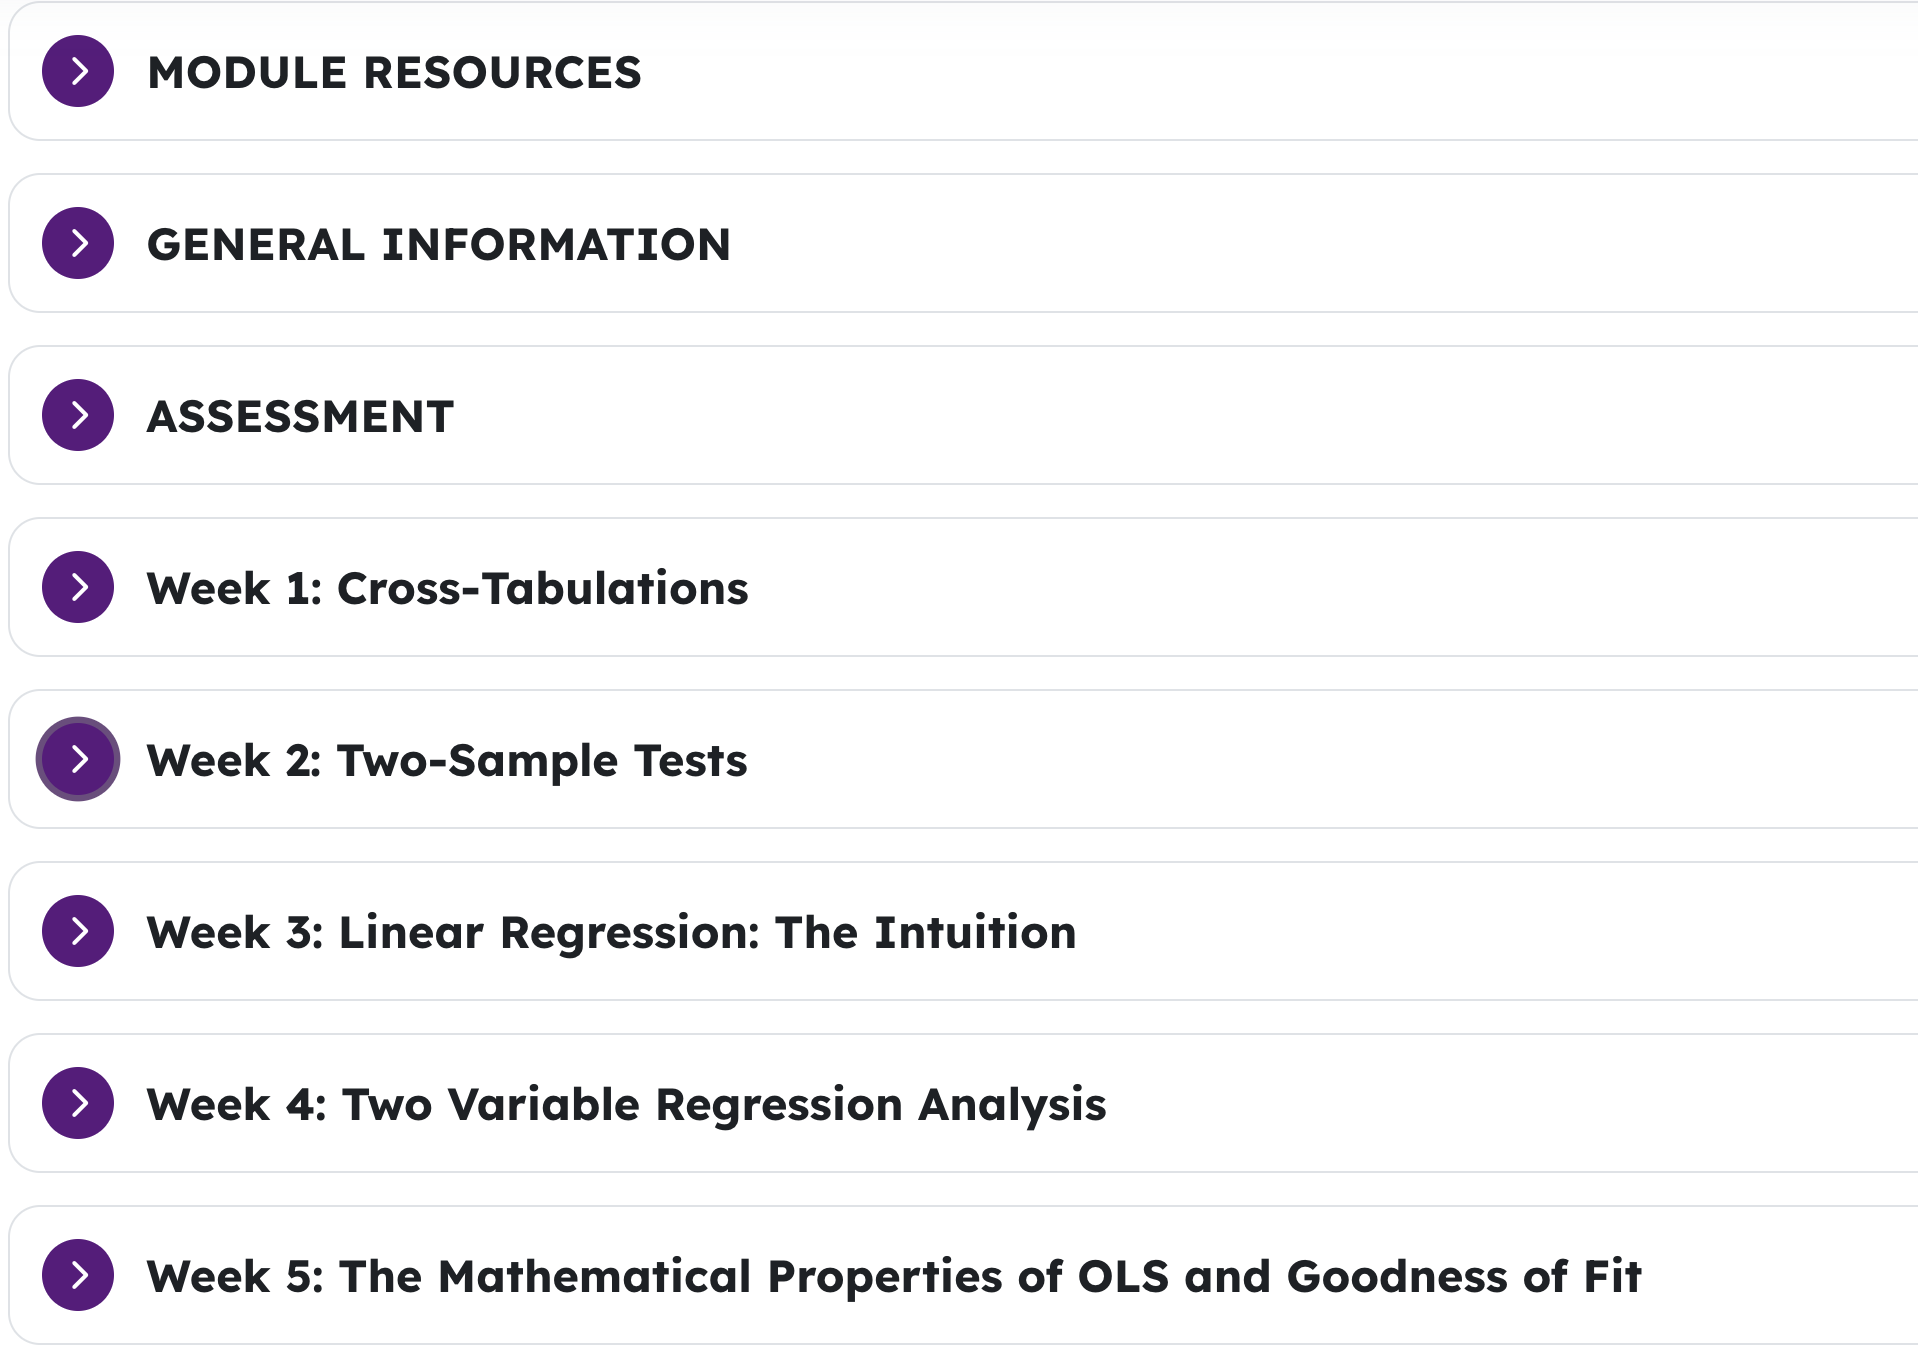 MODULE RESOURCES
GENERAL INFORMATION
ASSESSMENT
Week 1: Cross-Tabulations
Week 2: Two-Sample Tests
Week 3: Linear Regression: The Intuition
Week 4: Two Variable Regression Analysis
Week 5: The Mathematical Properties of OLS and Goodness of Fit